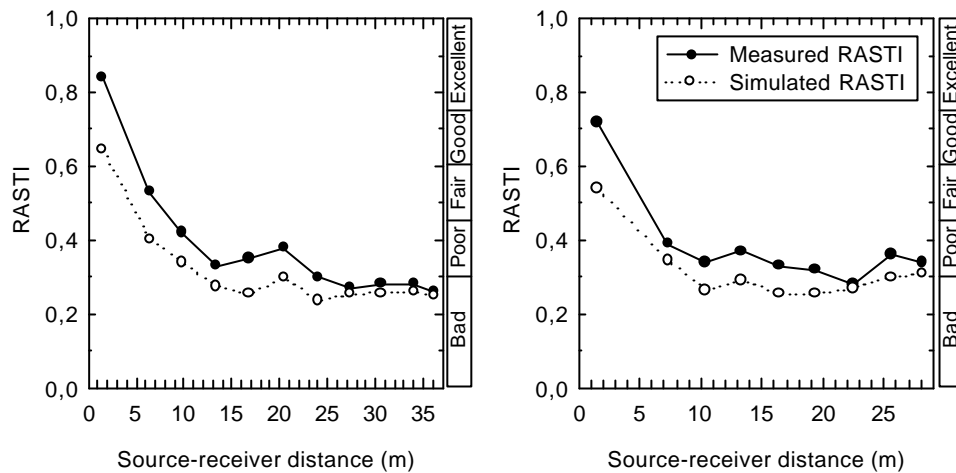 1,0
0,8
0,6
0,4
0,2
0,0
RASTI
0 5 10 15 20 25 30 35
Source-receiver distance (m)
Excellent
Good
Fair
Poor
Bad
1,0
0,8
0,6
0,4
0,2
0,0
RASTI
0 5 10 15 20 25
Source-receiver distance (m)
Measured RASTI
Simulated RASTI
Excellent
Good
Fair
Poor
Bad